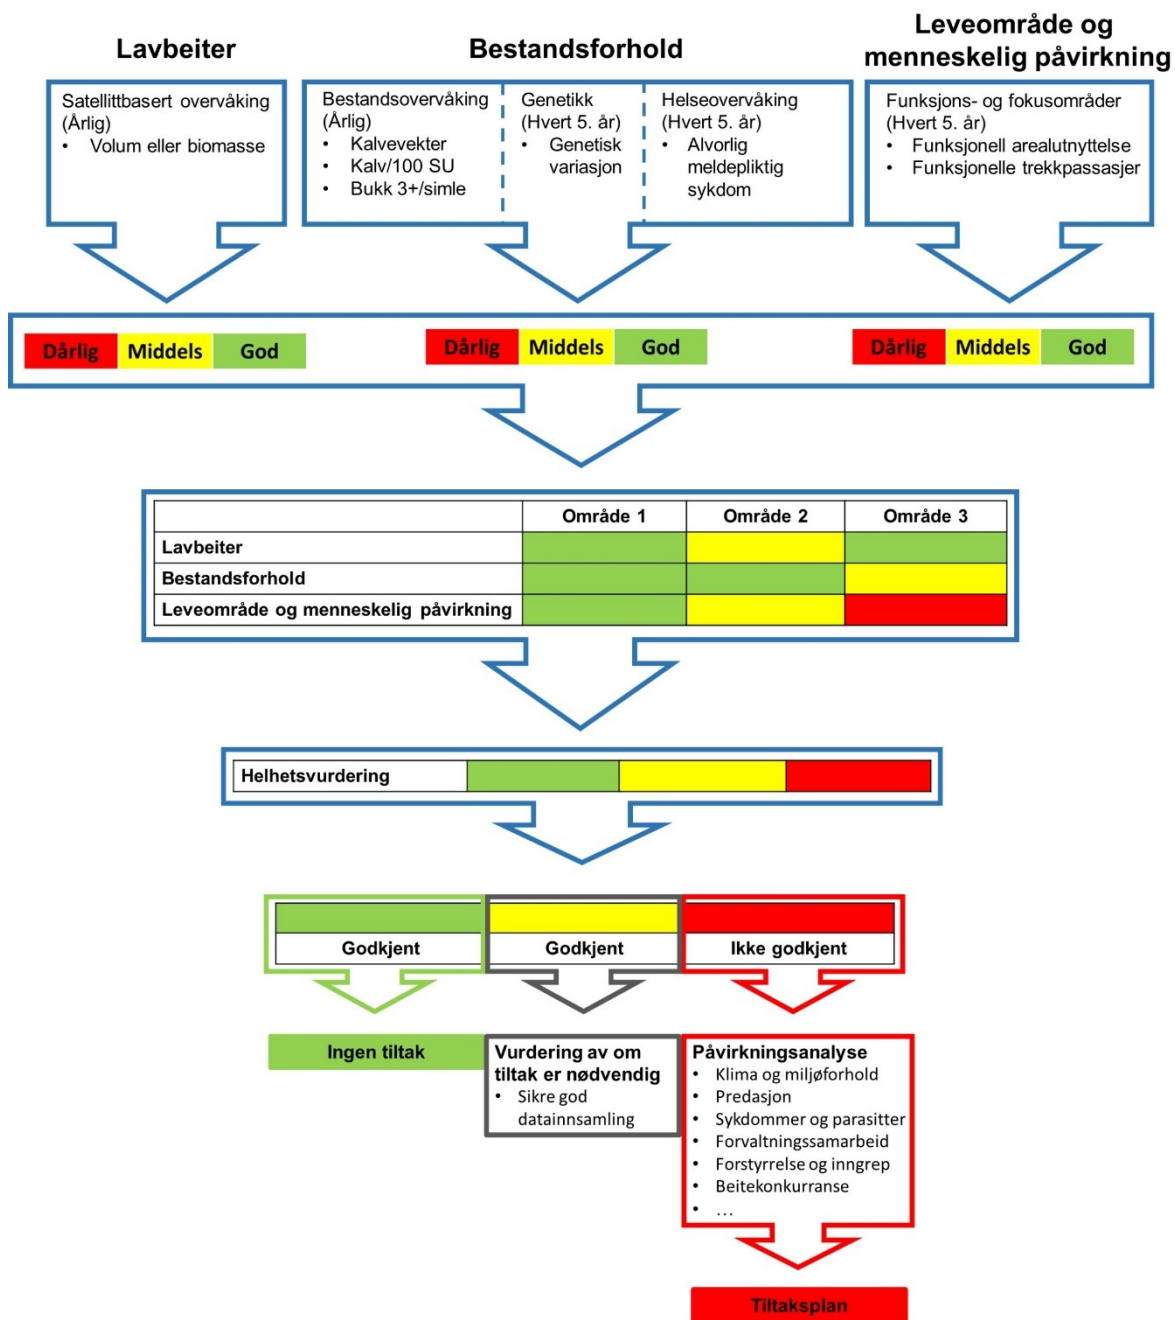 Lavbeiter
Bestandsforhold
Leveområde og
menneskelig påvirkning
Satellittbasert overvåking
(Årlig)
• Volum eller biomasse
Bestandsovervåking
(Årlig)
• Kalvevekter
• Kalv/100 SU
• Bukk 3+/simle
Genetikk
(Hvert 5. år)
• Genetisk
variasjon
Helseovervåking
(Hvert 5. år)
• Alvorlig
meldepliktig
sykdom
Funksjons- og fokusområder
(Hvert 5. år)
• Funksjonell arealutnyttelse
• Funksjonelle trekkpassasjer
Dårlig Middels God
Dårlig Middels God
Dårlig Middels God
Område 1 Område 2 Område 3
Lavbeiter
Bestandsforhold
Leveområde og menneskelig påvirkning
Helhetsvurdering
Godkjent Godkjent Ikke godkjent
Ingen tiltak
Vurdering av om
tiltak er nødvendig
• Sikre god
datainnsamling
Påvirkningsanalyse
• Klima og miljøforhold
• Predasjon
• Sykdommer og parasitter
• Forvaltningssamarbeid
• Forstyrrelse og inngrep
• Beitekonkurranse
• …
Tiltaksplan